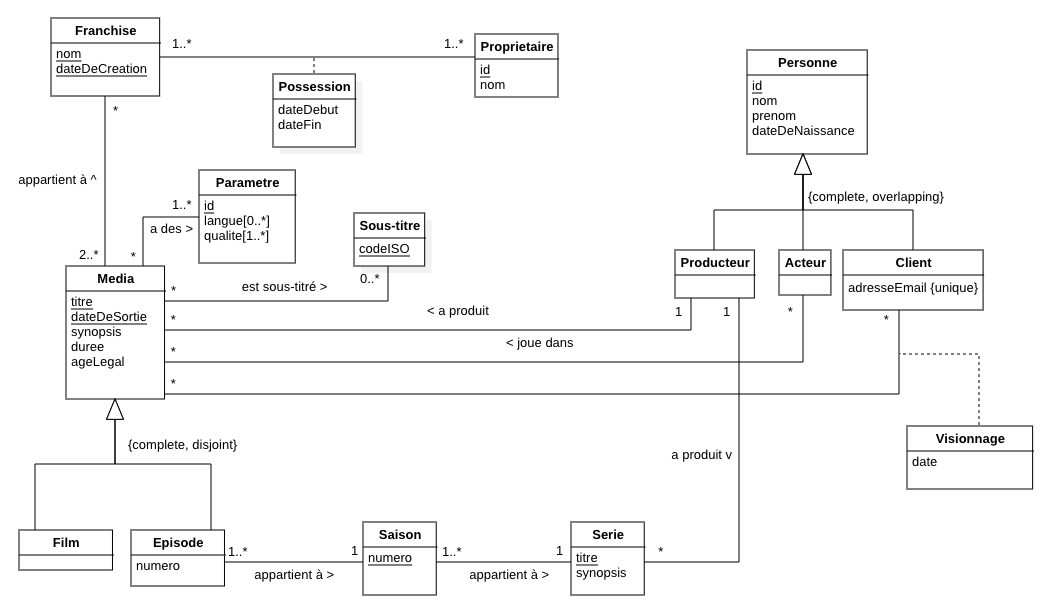 Franchise
nom
dateDeCreation
1..*
1..*
Proprietaire
id
nom
Possession
dateDebut
dateFin
Personne
id
nom
prenom
dateDeNaissance
{complete, overlapping}
*
appartient à ^
2..*
Parametre
id
langue[0..*]
qualite[1..*]
1..*
a des >
*
Sous-titre
codeISO
0..*
est sous-titré >
*
Media
titre
dateDeSortie
synopsis
duree
ageLegal
Producteur
Acteur
Client
adresseEmail {unique}
< a produit
1
*
1
< joue dans
*
*
*
*
Visionnage
date
{complete, disjoint}
a produit v
Film
Episode
numero
1..*
1
appartient à >
Saison
numero
1..*
1
appartient à >
Serie
titre
synopsis
*